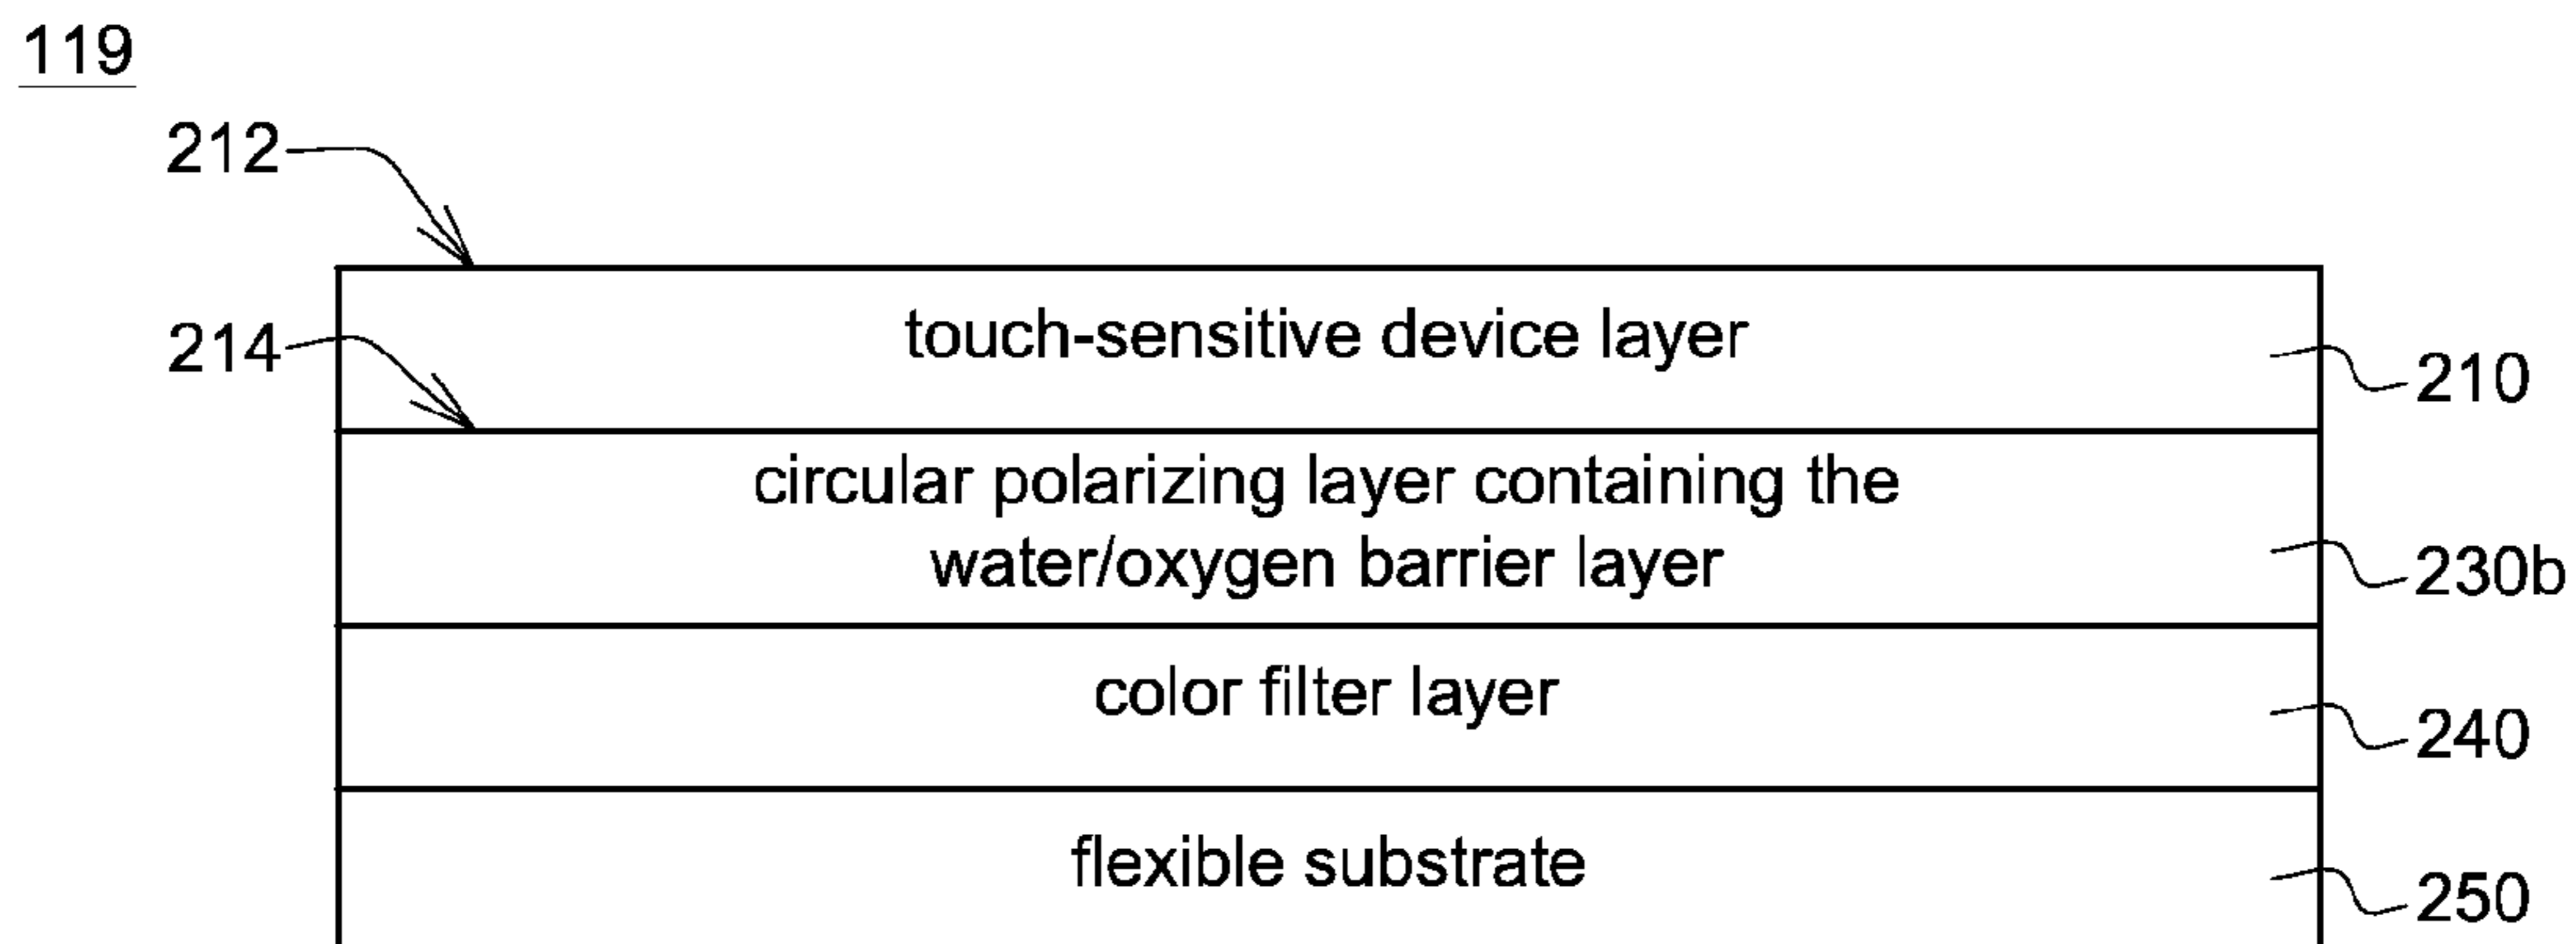 119
212
touch-sensitive device layer
214
210
circular polarizing layer containing the
water/oxygen barrier layer
230b
color filter layer
240
flexible substrate
250